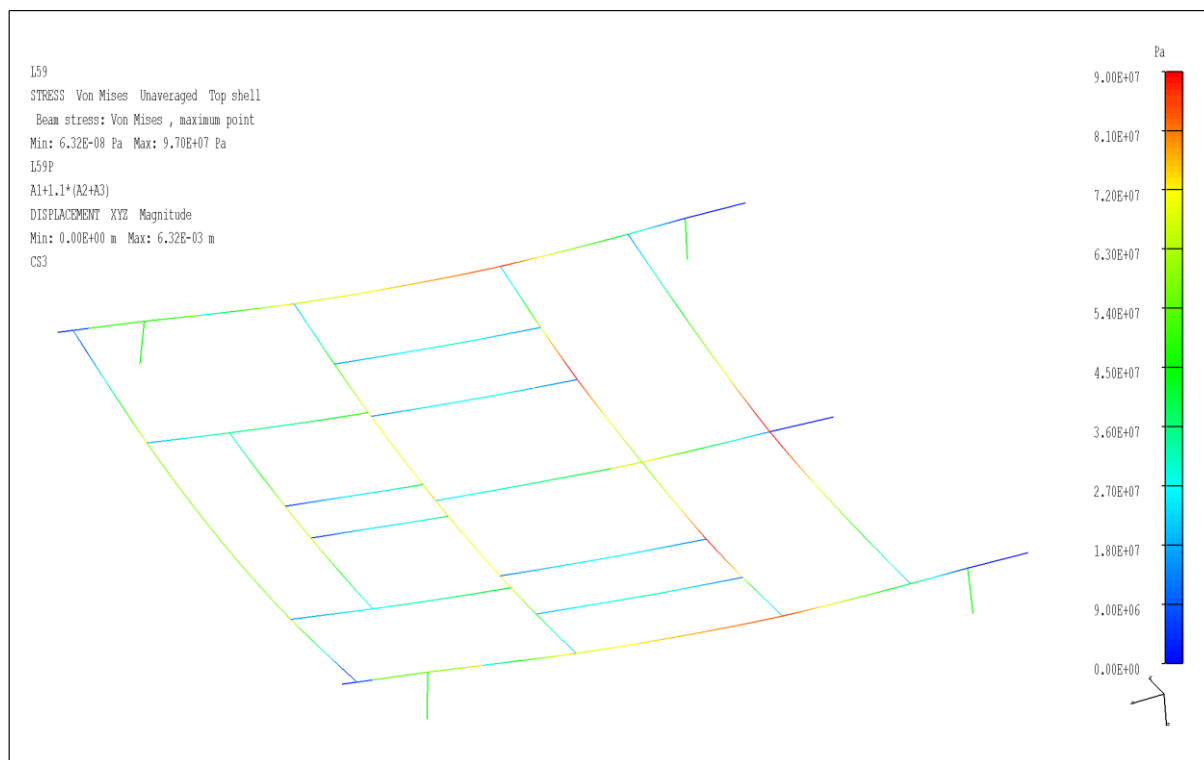 L59
STRESS Von Mises Unaveraged Top shell
Beam stress: Von Mises , maximum point
Min: 6.32E-08 Pa Max: 9.70E+07 Pa
L59P
A1+1.1*(A2+A3)
DISPLACEMENT XYZ Magnitude
Min: 0.00E+00 m Max: 6.32E-03 m
CS3
Pa
9.00E+07
8.10E+07
7.20E+07
6.30E+07
5.40E+07
4.50E+07
3.60E+07
2.70E+07
1.80E+07
9.00E+06
0.00E+00